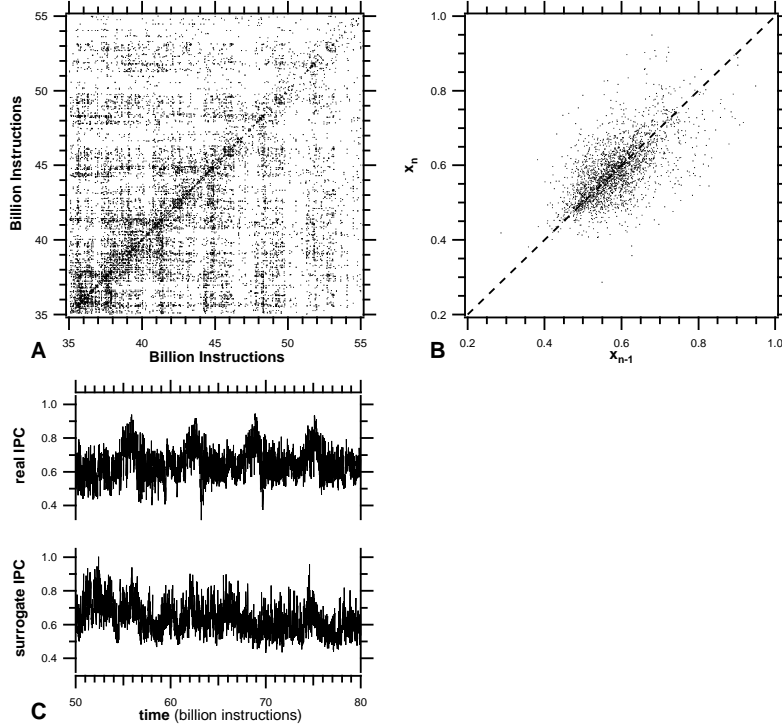 55
50
45
40
35
Billion Instructions
35 40 45 50 55
Billion Instructions
A
1.0
0.8
0.6
0.4
0.2
x_n
0.2 0.4 0.6 0.8 1.0
x_{n-1}
B
1.0
0.8
0.6
0.4
real IPC
1.0
0.8
0.6
0.4
surrogate IPC
50 60 70 80
time (billion instructions)
C